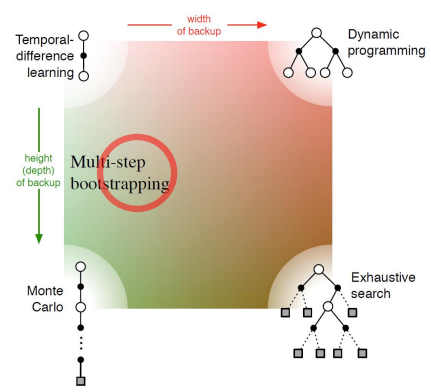 width
of backup
Temporal-
difference
learning
Dynamic
programming
height
(depth)
of backup
Multi-step
bootstrapping
Monte
Carlo
Exhaustive
search